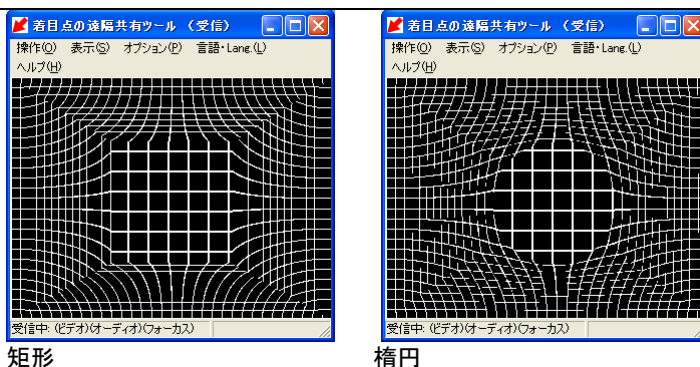 着目点の遠隔共有ツール （受信）
操作(O) 表示(S) オプション(P) 言語・Lang.(L)
ヘルプ(H)
受信中: (ビデオ)(オーディオ)(フォーカス)
矩形
着目点の遠隔共有ツール （受信）
操作(O) 表示(S) オプション(P) 言語・Lang.(L)
ヘルプ(H)
受信中: (ビデオ)(オーディオ)(フォーカス)
楕円